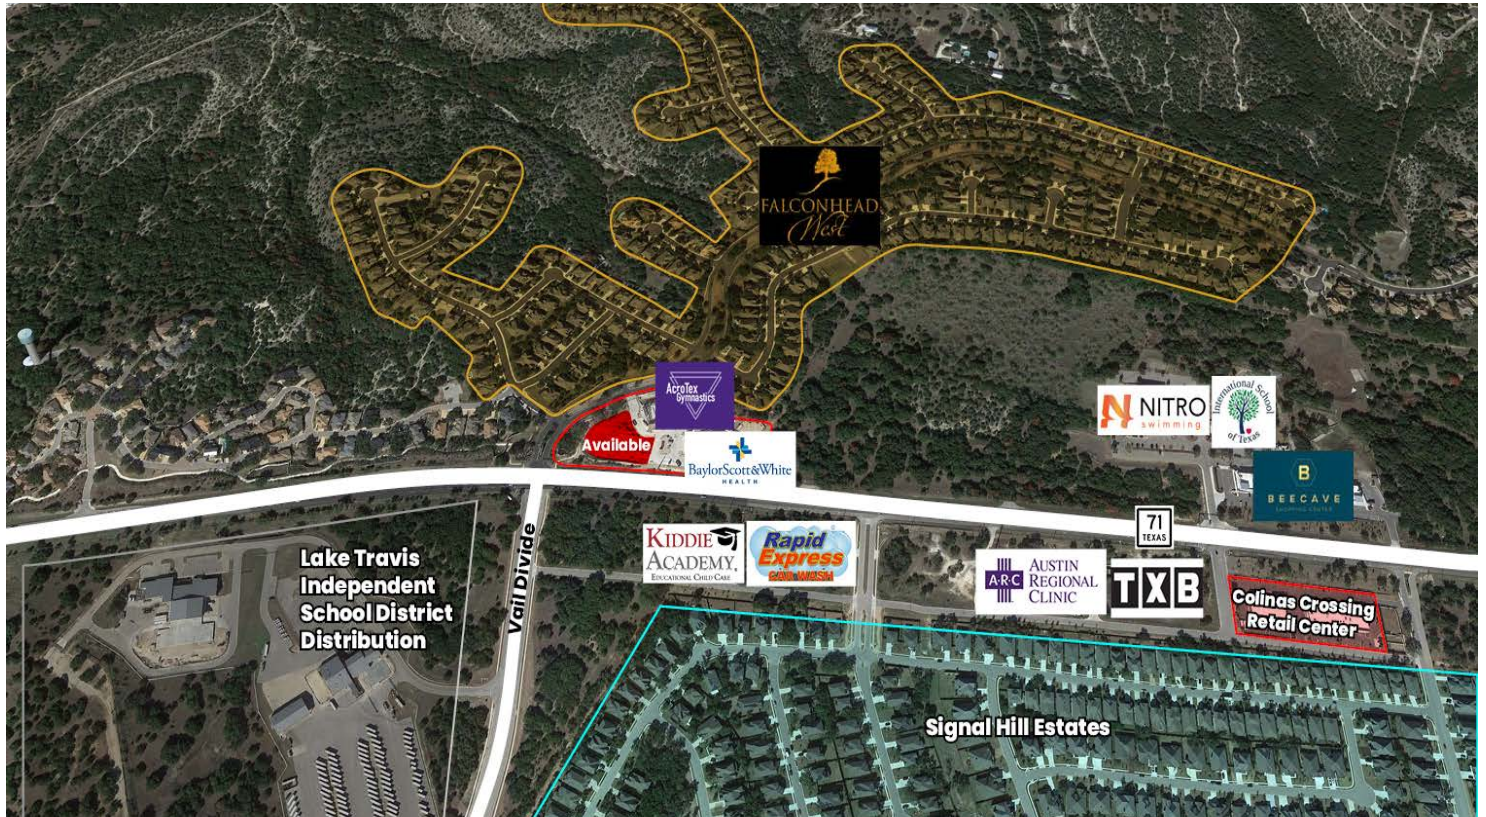 FALCONHEAD
West
AcroTex
Gymnastics
Available
BaylorScott&White
HEALTH
NITRO
swimming
International School
of Texas
B
BEECAVE
SHOPPING CENTER
71
TEXAS
Vail Divide
KIDDIE
ACADEMY
EDUCATIONAL CHILD CARE
Rapid
Express
CAR WASH
Lake Travis
Independent
School District
Distribution
A·R·C
AUSTIN
REGIONAL
CLINIC
TXB
Colinas Crossing
Retail Center
Signal Hill Estates